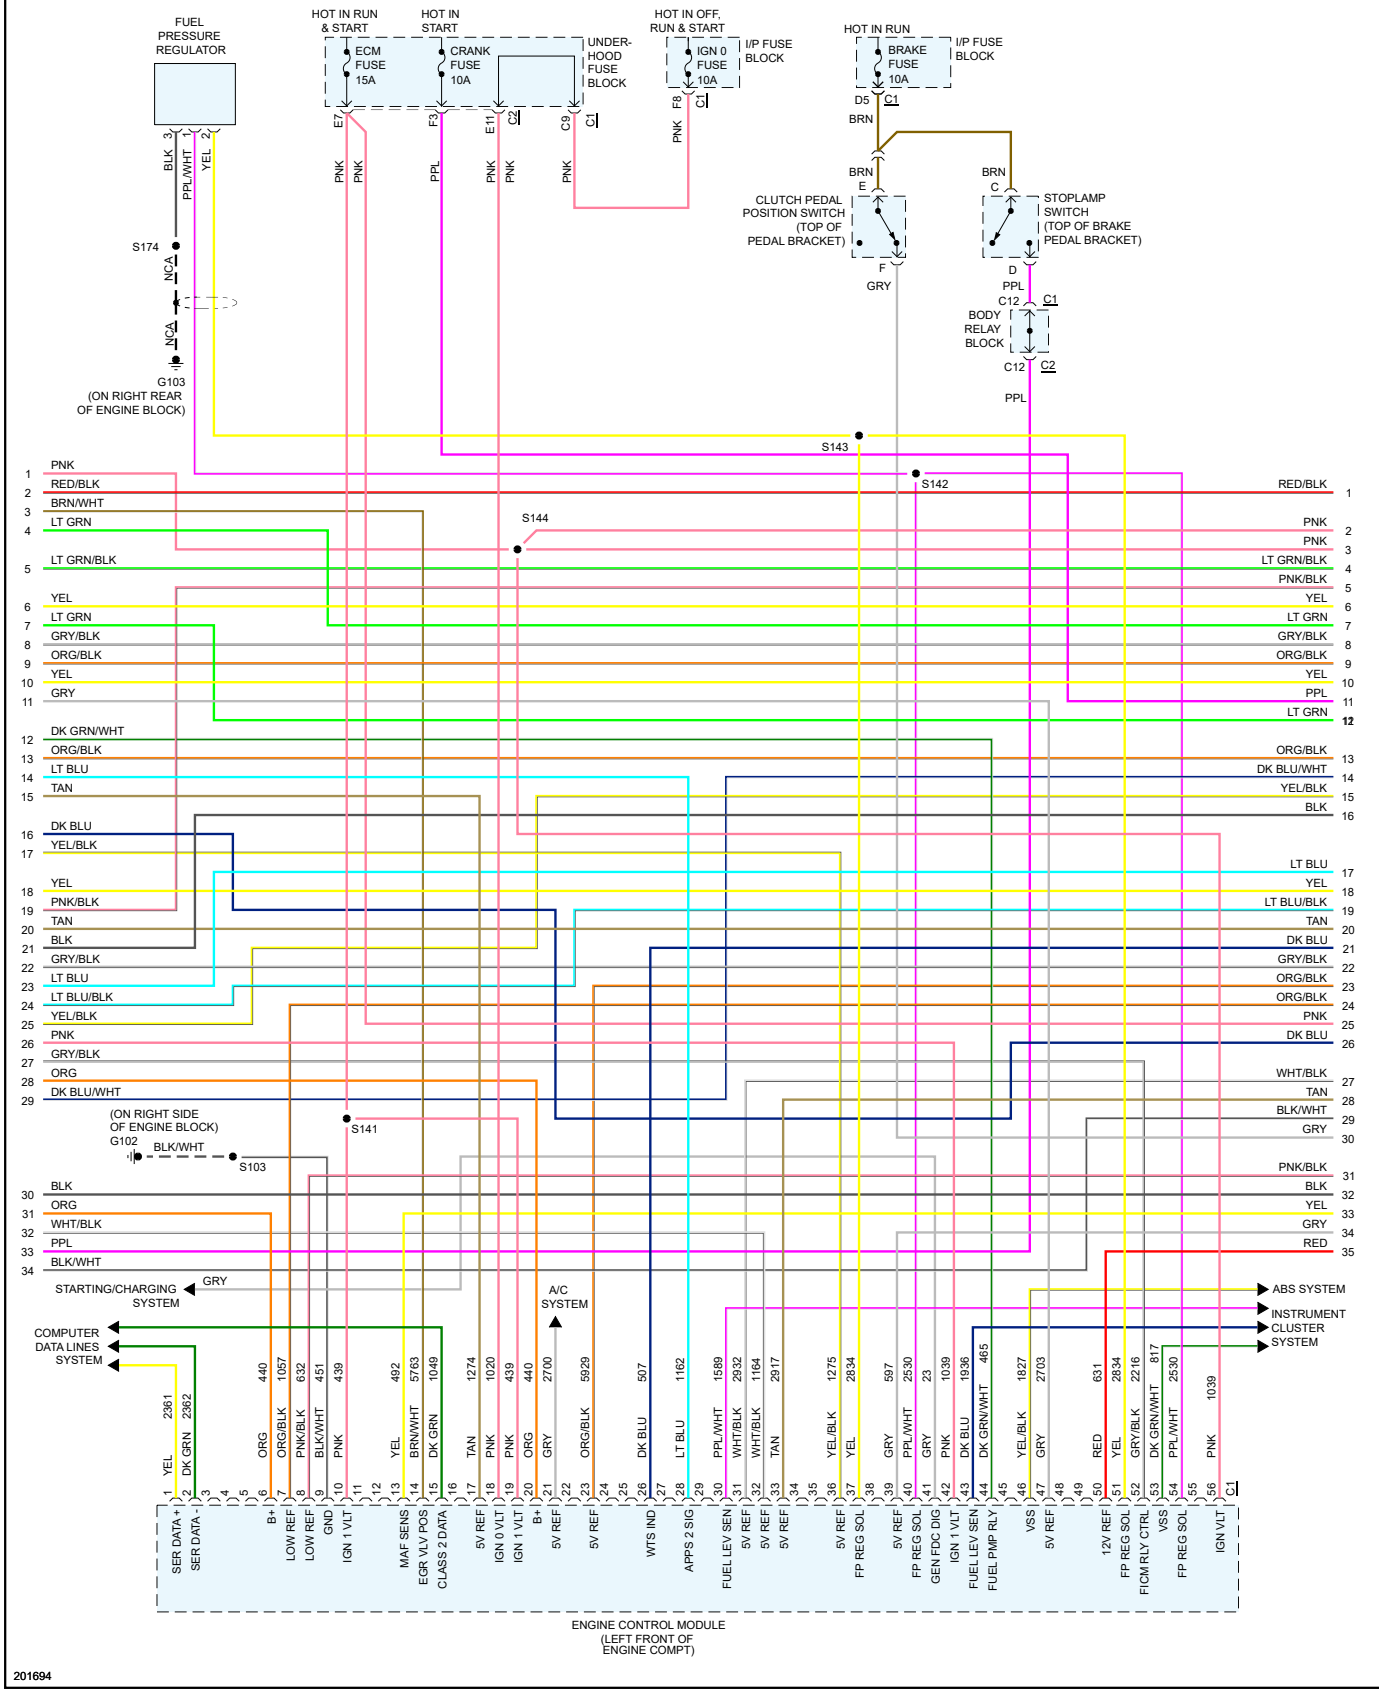 FUEL
PRESSURE
REGULATOR
HOT IN RUN
& START
HOT IN
START
HOT IN OFF,
RUN & START
HOT IN RUN
ECM
FUSE
15A
CRANK
FUSE
10A
UNDER-
HOOD
FUSE
BLOCK
IGN 0
FUSE
10A
I/P FUSE
BLOCK
BRAKE
FUSE
10A
I/P FUSE
BLOCK
3
1
2
E7
F3
E11
C2
C9
C1
F8
C1
D5
C1
BLK
PPL/WHT
YEL
PNK
PNK
PPL
PNK
PNK
PNK
PNK
BRN
BRN
BRN
E
C
CLUTCH PEDAL
POSITION SWITCH
(TOP OF
PEDAL BRACKET)
STOPLAMP
SWITCH
(TOP OF BRAKE
PEDAL BRACKET)
F
GRY
D
PPL
C12
C1
BODY
RELAY
BLOCK
C12
C2
PPL
S174
NCA
NCA
G103
(ON RIGHT REAR
OF ENGINE BLOCK)
S143
S142
S144
1 PNK
2 RED/BLK
3 BRN/WHT
4 LT GRN
5 LT GRN/BLK
6 YEL
7 LT GRN
8 GRY/BLK
9 ORG/BLK
10 YEL
11 GRY
12 DK GRN/WHT
13 ORG/BLK
14 LT BLU
15 TAN
16 DK BLU
17 YEL/BLK
18 YEL
19 PNK/BLK
20 TAN
21 BLK
22 GRY/BLK
23 LT BLU
24 LT BLU/BLK
25 YEL/BLK
26 PNK
27 GRY/BLK
28 ORG
29 DK BLU/WHT
(ON RIGHT SIDE
OF ENGINE BLOCK)
G102
BLK/WHT
S103
S141
30 BLK
31 ORG
32 WHT/BLK
33 PPL
34 BLK/WHT
RED/BLK 1
PNK 2
PNK 3
LT GRN/BLK 4
PNK/BLK 5
YEL 6
LT GRN 7
GRY/BLK 8
ORG/BLK 9
YEL 10
PPL 11
LT GRN 12
ORG/BLK 13
DK BLU/WHT 14
YEL/BLK 15
BLK 16
LT BLU 17
YEL 18
LT BLU/BLK 19
TAN 20
DK BLU 21
GRY/BLK 22
ORG/BLK 23
ORG/BLK 24
PNK 25
DK BLU 26
WHT/BLK 27
TAN 28
BLK/WHT 29
GRY 30
PNK/BLK 31
BLK 32
YEL 33
GRY 34
RED 35
STARTING/CHARGING
SYSTEM
GRY
COMPUTER
DATA LINES
SYSTEM
A/C
SYSTEM
ABS SYSTEM
INSTRUMENT
CLUSTER
SYSTEM
2361 YEL 1 SER DATA +
2362 DK GRN 2 SER DATA -
3
4
5
440 ORG 6 B+
1057 ORG/BLK 7 LOW REF
632 PNK/BLK 8 LOW REF
451 BLK/WHT 9 GND
439 PNK 10 IGN 1 VLT
11
12
492 YEL 13 MAF SENS
5763 BRN/WHT 14 EGR VLV POS
1049 DK GRN 15 CLASS 2 DATA
16
1274 TAN 17 5V REF
1020 PNK 18 IGN 0 VLT
439 PNK 19 IGN 1 VLT
440 ORG 20 B+
2700 GRY 21 5V REF
22
5929 ORG/BLK 23 5V REF
24
25
507 DK BLU 26 WTS IND
27
1162 LT BLU 28 APPS 2 SIG
29
1589 PPL/WHT 30 FUEL LEV SEN
2932 WHT/BLK 31 5V REF
1164 WHT/BLK 32 5V REF
2917 TAN 33 5V REF
34
35
1275 YEL/BLK 36 5V REF
2834 YEL 37 FP REG SOL
38
597 GRY 39 5V REF
2530 PPL/WHT 40 FP REG SOL
23 GRY 41 GEN FDC DIG
1039 PNK 42 IGN 1 VLT
1936 DK BLU 43 FUEL LEV SEN
465 DK GRN/WHT 44 FUEL PMP RLY
45
1827 YEL/BLK 46 VSS
2703 GRY 47 5V REF
48
49
631 RED 50 12V REF
2834 YEL 51 FP REG SOL
2216 GRY/BLK 52 FICM RLY CTRL
817 DK GRN/WHT 53 VSS
2530 PPL/WHT 54 FP REG SOL
55
1039 PNK 56 IGN VLT
C1
ENGINE CONTROL MODULE
(LEFT FRONT OF
ENGINE COMPT)
201694